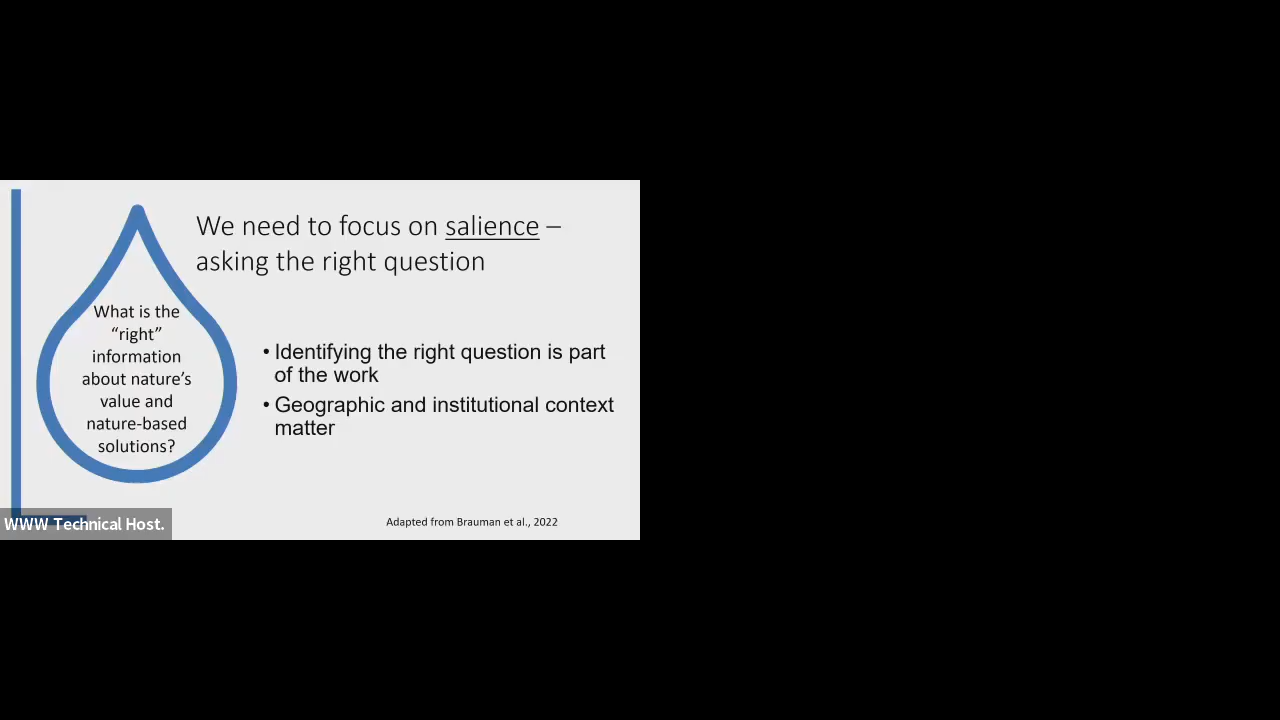 We need to focus on salience –
asking the right question
What is the
“right”
information
about nature’s
value and
nature-based
solutions?
• Identifying the right question is part
of the work
• Geographic and institutional context
matter
Adapted from Brauman et al., 2022
WWW Technical Host.